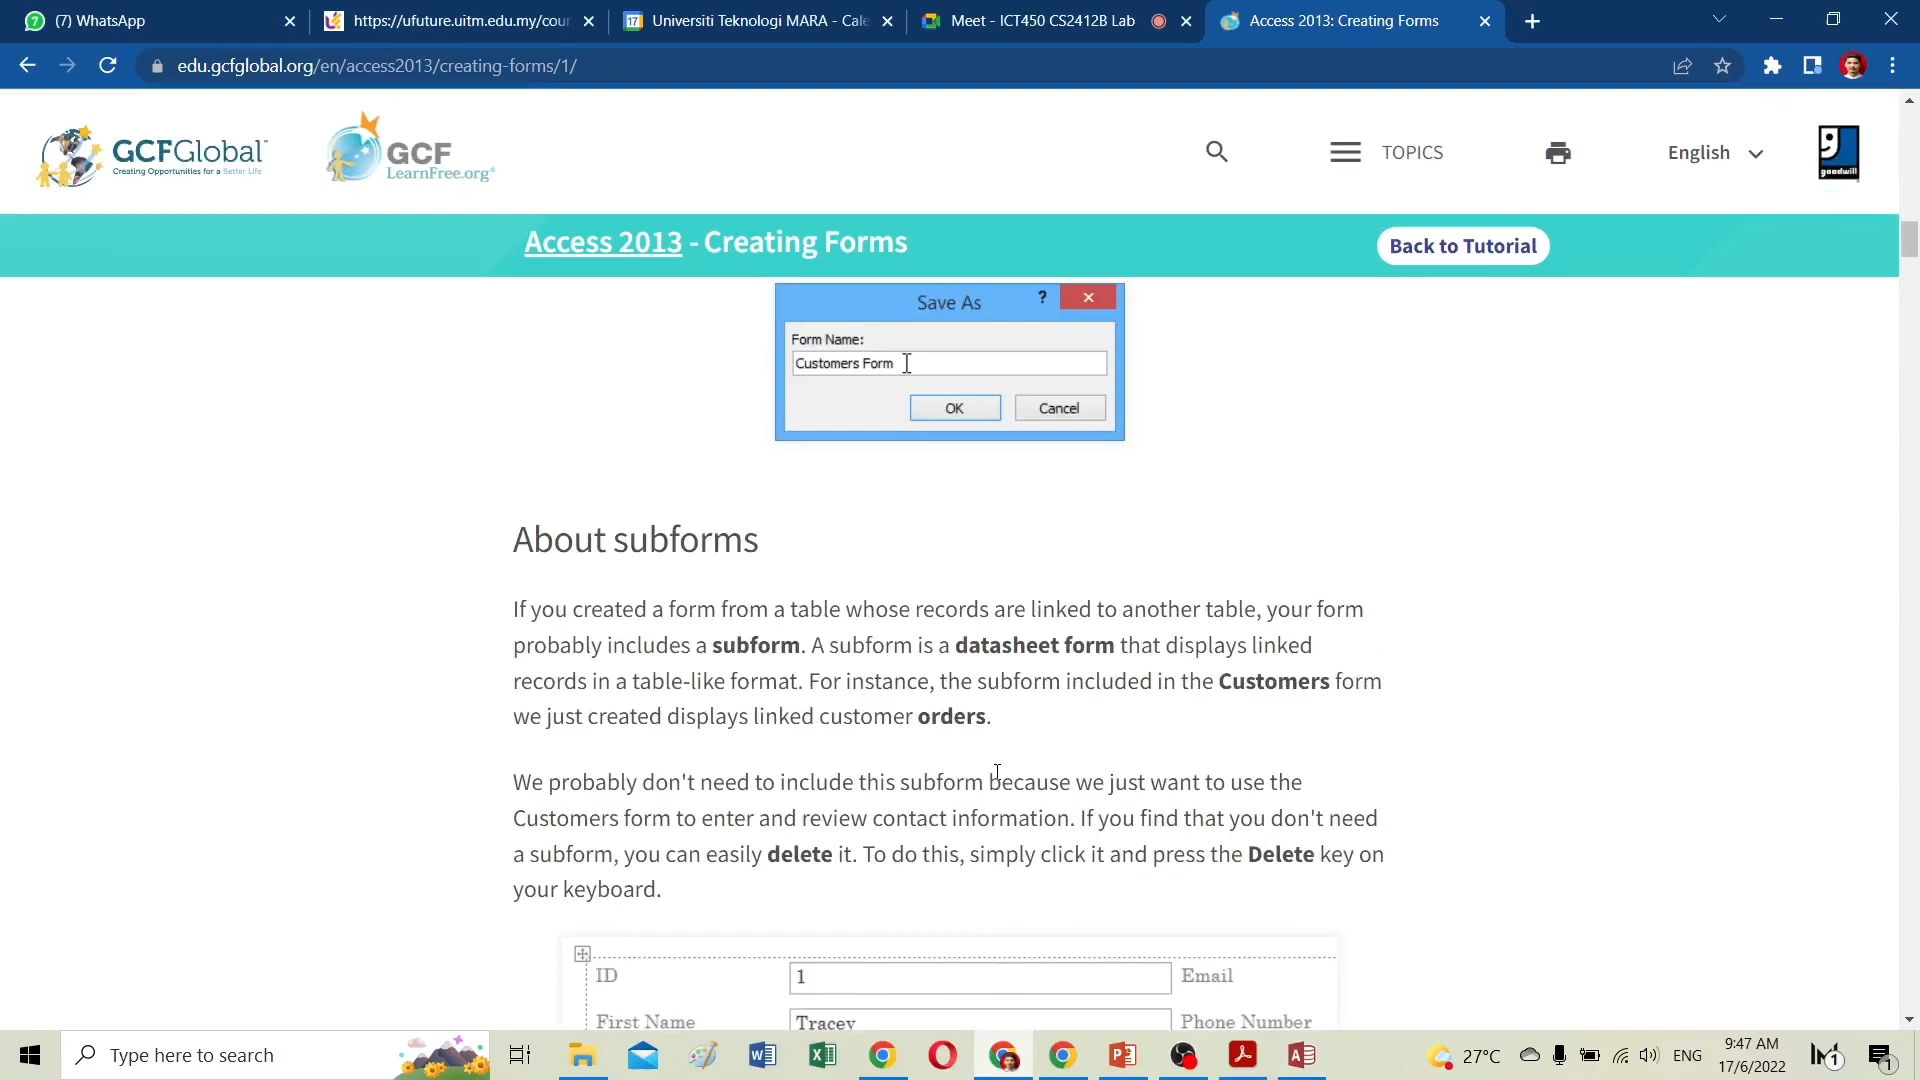 (7) WhatsApp
https://ufuture.uitm.edu.my/cour
17
Universiti Teknologi MARA - Cale
Meet - ICT450 CS2412B Lab
Access 2013: Creating Forms
edu.gcfglobal.org/en/access2013/creating-forms/1/
GCFGlobal
Creating Opportunities for a Better Life
GCF
LearnFree.org
TOPICS
English
goodwill
Access 2013 - Creating Forms
Back to Tutorial
Save As
?
Form Name:
Customers Form
OK
Cancel
About subforms
If you created a form from a table whose records are linked to another table, your form
probably includes a subform. A subform is a datasheet form that displays linked
records in a table-like format. For instance, the subform included in the Customers form
we just created displays linked customer orders.
We probably don't need to include this subform because we just want to use the
Customers form to enter and review contact information. If you find that you don't need
a subform, you can easily delete it. To do this, simply click it and press the Delete key on
your keyboard.
ID
1
Email
First Name
Tracey
Phone Number
Type here to search
27°C
ENG
9:47 AM
17/6/2022
1
1